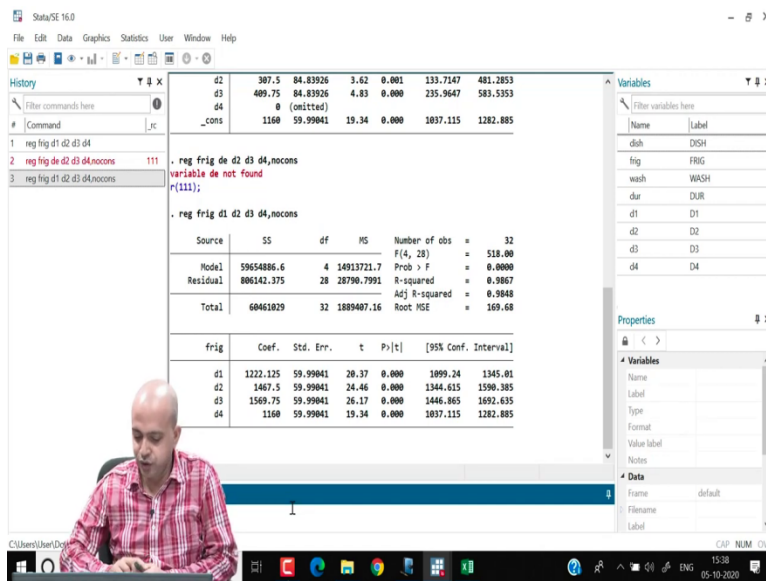 Stata/SE 16.0
File Edit Data Graphics Statistics User Window Help
History
Filter commands here
# Command _rc
1 reg frig d1 d2 d3 d4
2 reg frig de d2 d3 d4,nocons 111
3 reg frig d1 d2 d3 d4,nocons
d2 307.5 84.83926 3.62 0.001 133.7147 481.2853
d3 409.75 84.83926 4.83 0.000 235.9647 583.5353
d4 0 (omitted)
_cons 1160 59.99041 19.34 0.000 1037.115 1282.885
. reg frig de d2 d3 d4,nocons
variable de not found
r(111);
. reg frig d1 d2 d3 d4,nocons
Source SS df MS Number of obs = 32
F(4, 28) = 518.00
Model 59654886.6 4 14913721.7 Prob > F = 0.0000
Residual 806142.375 28 28790.7991 R-squared = 0.9867
Adj R-squared = 0.9848
Total 60461029 32 1889407.16 Root MSE = 169.68
frig Coef. Std. Err. t P>|t| [95% Conf. Interval]
d1 1222.125 59.99041 20.37 0.000 1099.24 1345.01
d2 1467.5 59.99041 24.46 0.000 1344.615 1590.385
d3 1569.75 59.99041 26.17 0.000 1446.865 1692.635
d4 1160 59.99041 19.34 0.000 1037.115 1282.885
Variables
Filter variables here
Name Label
dish DISH
frig FRIG
wash WASH
dur DUR
d1 D1
d2 D2
d3 D3
d4 D4
Properties
Variables
Name
Label
Type
Format
Value label
Notes
Data
Frame default
Filename
Label
C:\Users\User\Do
CAP NUM
ENG
15:38
05-10-2020